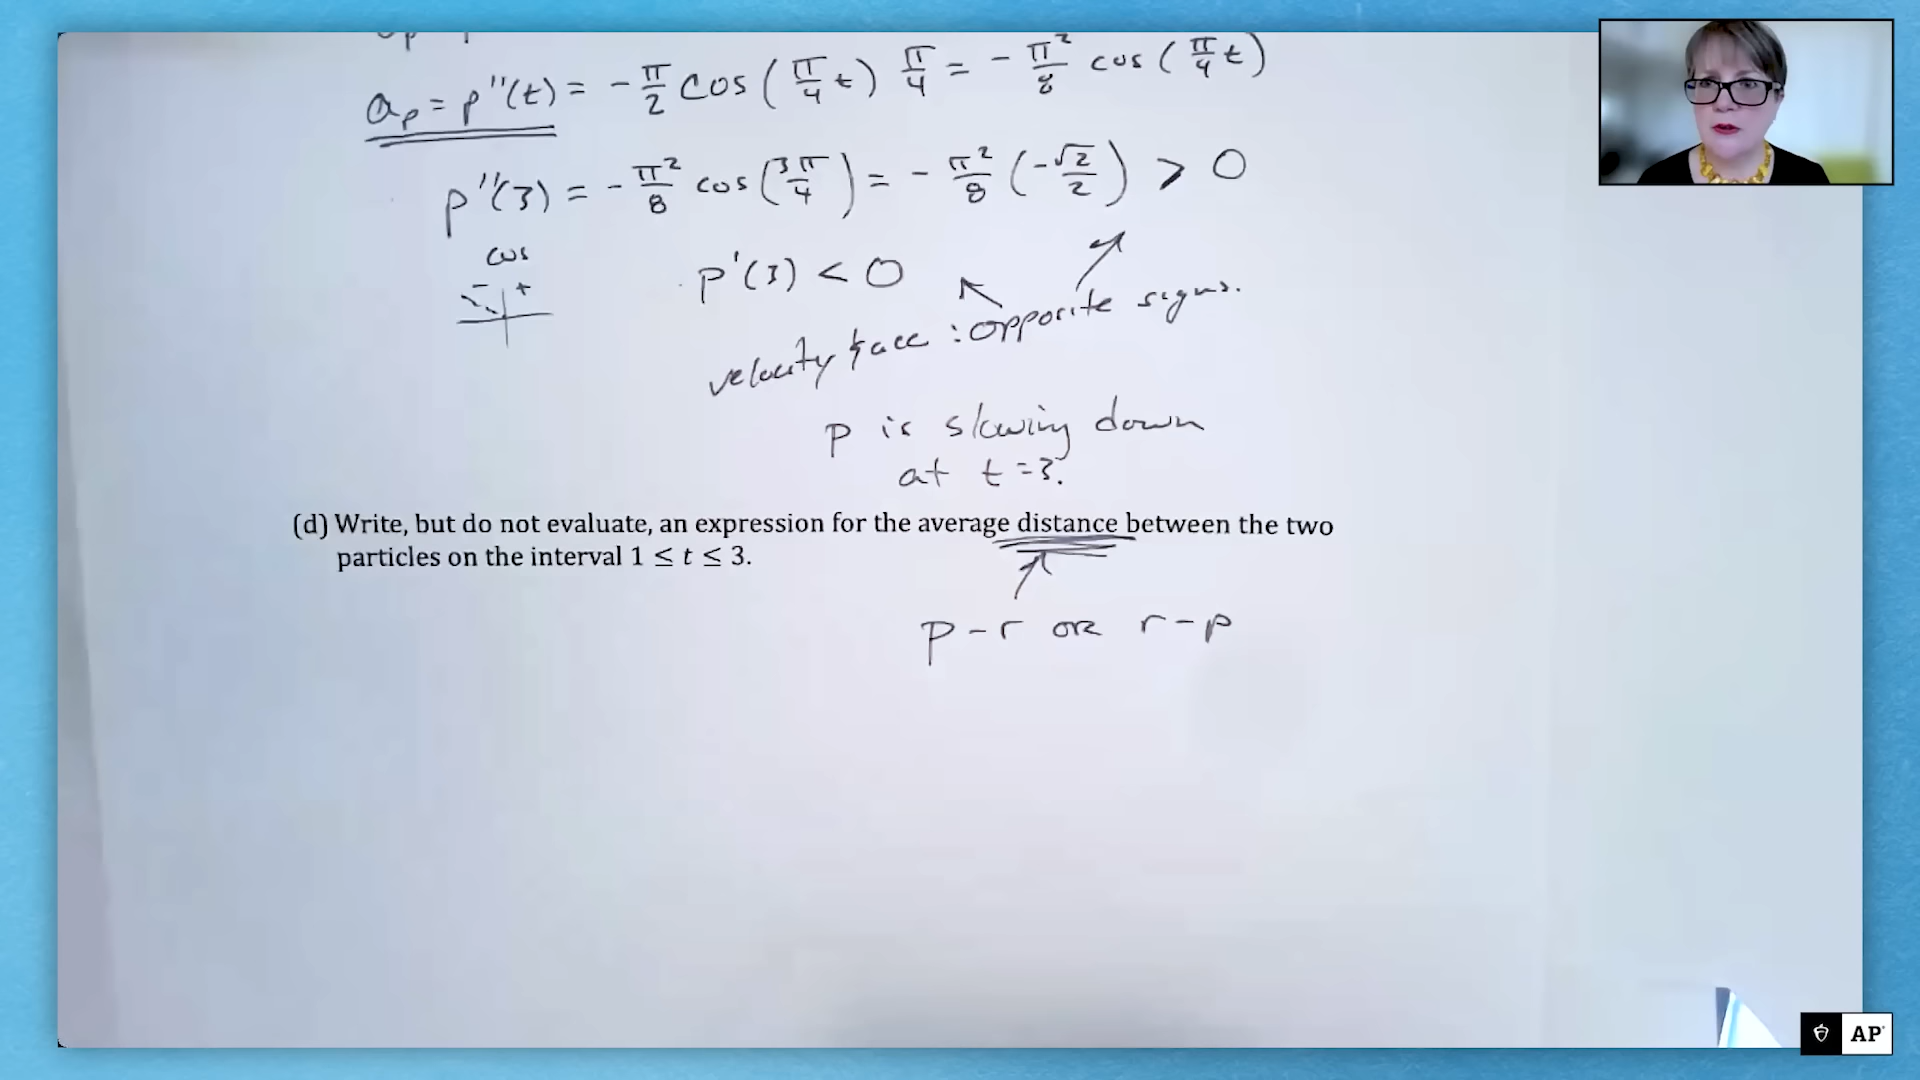 aₚ = p''(t) = - π/2 cos (π/4 t) π/4 = - π²/8 cos (π/4 t)
p''(3) = - π²/8 cos (3π/4) = - π²/8 (-√2/2) > 0
cus
- +
p'(3) < 0
velocity & acc : opposite signs.
p is slowing down
at t = 3.
(d) Write, but do not evaluate, an expression for the average distance between the two
particles on the interval 1 ≤ t ≤ 3.
p - r or r - p
AP